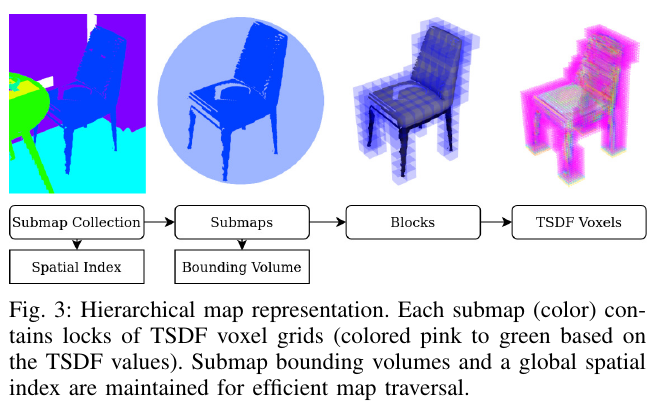 Submap Collection
Submaps
Blocks
TSDF Voxels
Spatial Index
Bounding Volume
Fig. 3: Hierarchical map representation. Each submap (color) con-
tains locks of TSDF voxel grids (colored pink to green based on
the TSDF values). Submap bounding volumes and a global spatial
index are maintained for efficient map traversal.